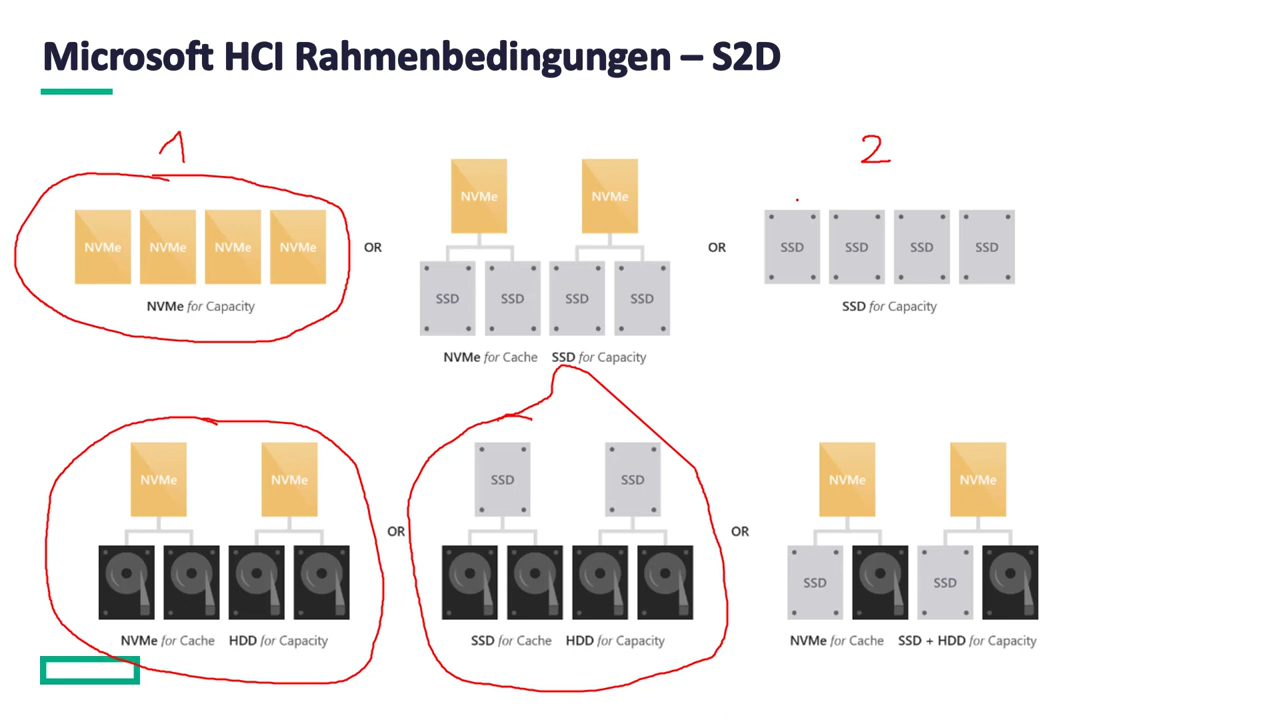 Microsoft HCI Rahmenbedingungen – S2D
1
2
NVMe NVMe NVMe NVMe
NVMe for Capacity
OR
NVMe NVMe
SSD SSD SSD SSD
NVMe for Cache SSD for Capacity
OR
SSD SSD SSD SSD
SSD for Capacity
NVMe NVMe
NVMe for Cache HDD for Capacity
OR
SSD SSD
SSD for Cache HDD for Capacity
OR
NVMe NVMe
SSD SSD
NVMe for Cache SSD + HDD for Capacity